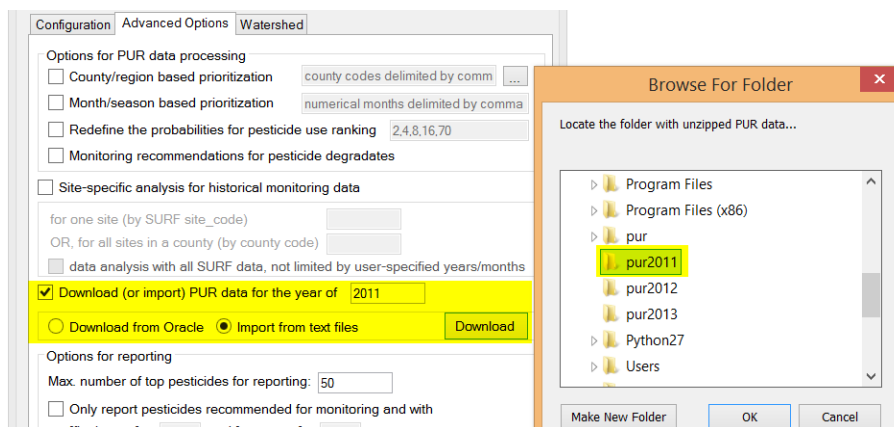 Configuration Advanced Options Watershed
Options for PUR data processing
County/region based prioritization county codes delimited by comm ...
Month/season based prioritization numerical months delimited by comma
Redefine the probabilities for pesticide use ranking 2,4,8,16,70
Monitoring recommendations for pesticide degradates
Site-specific analysis for historical monitoring data
for one site (by SURF site_code)
OR, for all sites in a county (by county code)
data analysis with all SURF data, not limited by user-specified years/months
Download (or import) PUR data for the year of 2011
Download from Oracle Import from text files Download
Options for reporting
Max. number of top pesticides for reporting: 50
Only report pesticides recommended for monitoring and with
Browse For Folder x
Locate the folder with unzipped PUR data...
Program Files
Program Files (x86)
pur
pur2011
pur2012
pur2013
Python27
Users
Make New Folder OK Cancel